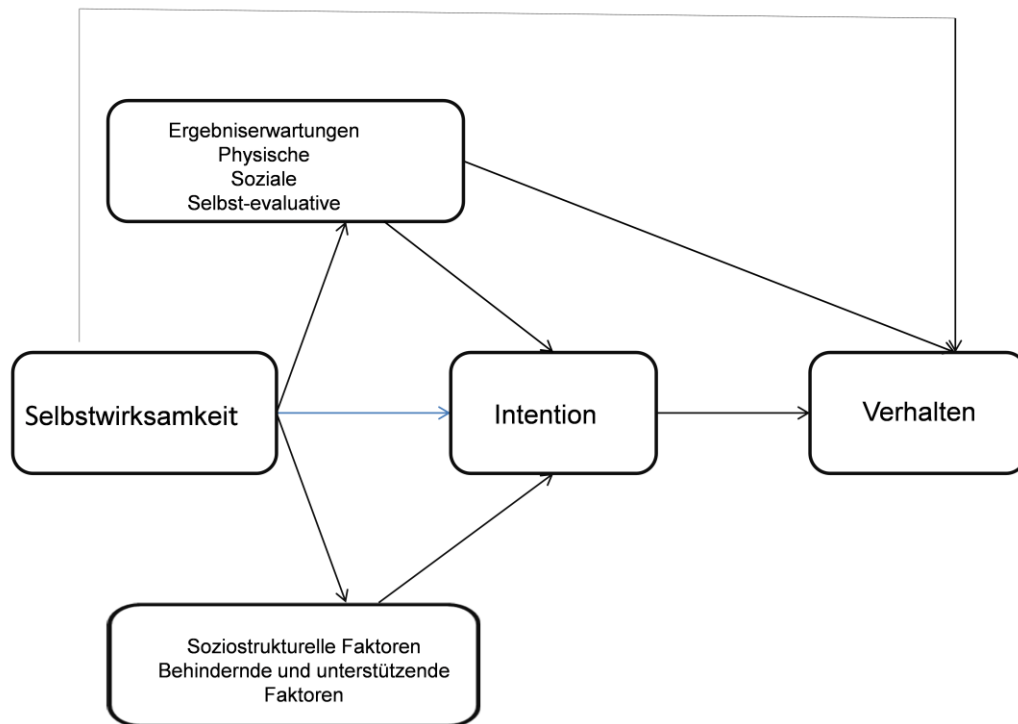 Ergebniserwartungen
Physische
Soziale
Selbst-evaluative
Selbstwirksamkeit
Intention
Verhalten
Soziostrukturelle Faktoren
Behindernde und unterstützende
Faktoren